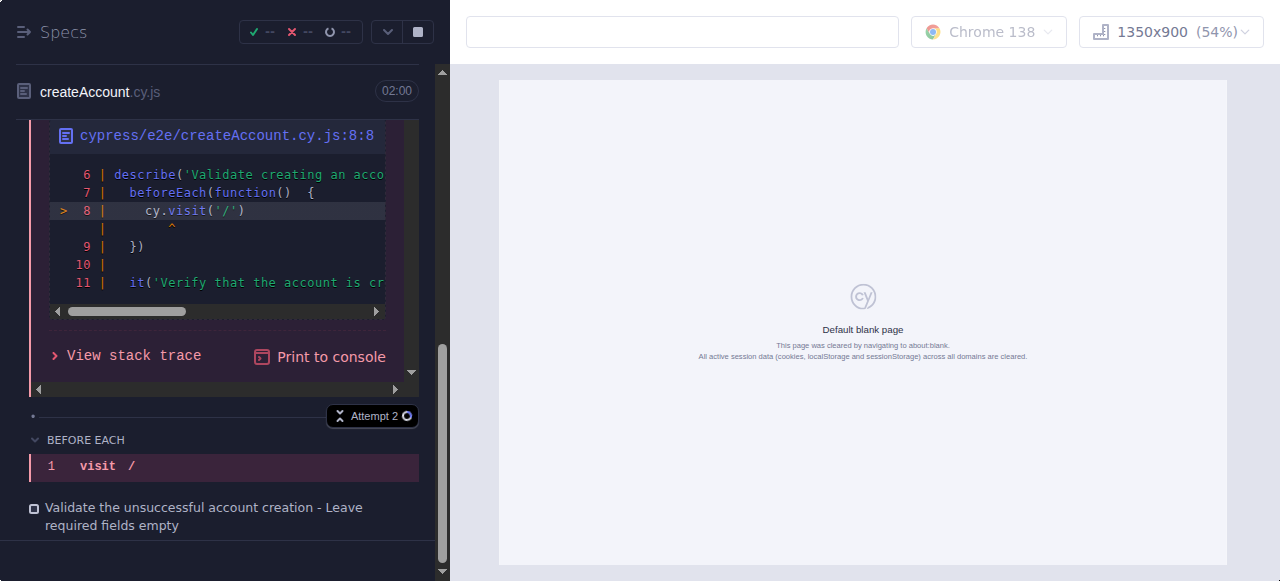 Specs
-- -- --
Chrome 138
1350x900 (54%)
createAccount.cy.js
02:00
cypress/e2e/createAccount.cy.js:8:8
6 | describe('Validate creating an acco
7 |   beforeEach(function()  {
> 8 |     cy.visit('/')
|        ^
9 |   })
10 |
11 |   it('Verify that the account is cr
View stack trace
Print to console
Attempt 2
BEFORE EACH
1 visit /
Validate the unsuccessful account creation - Leave
required fields empty
cy
Default blank page
This page was cleared by navigating to about:blank.
All active session data (cookies, localStorage and sessionStorage) across all domains are cleared.